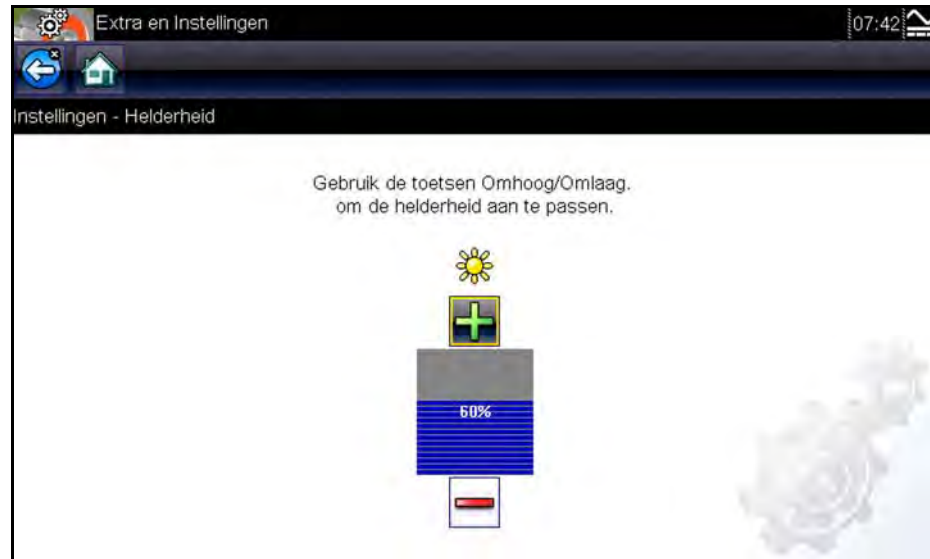 Extra en Instellingen
07:42
Instellingen - Helderheid
Gebruik de toetsen Omhoog/Omlaag.
om de helderheid aan te passen.
60%